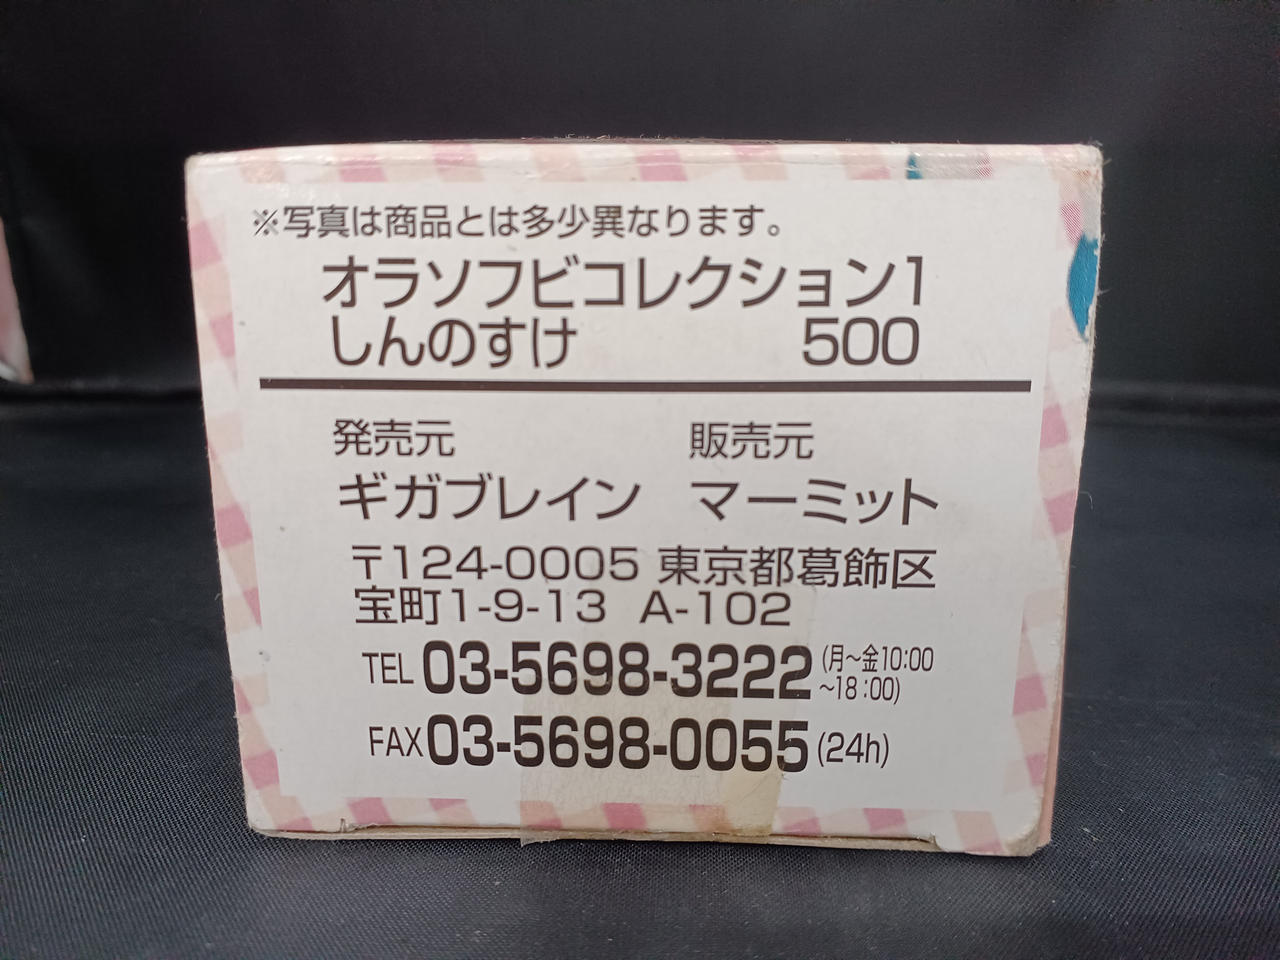 ※写真は商品とは多少異なります。
オラソフビコレクション1
しんのすけ 500
発売元 販売元
ギガブレイン マーミット
〒124-0005 東京都葛飾区
宝町1-9-13 A-102
TEL 03-5698-3222 (月～金10:00
～18:00)
FAX 03-5698-0055 (24h)